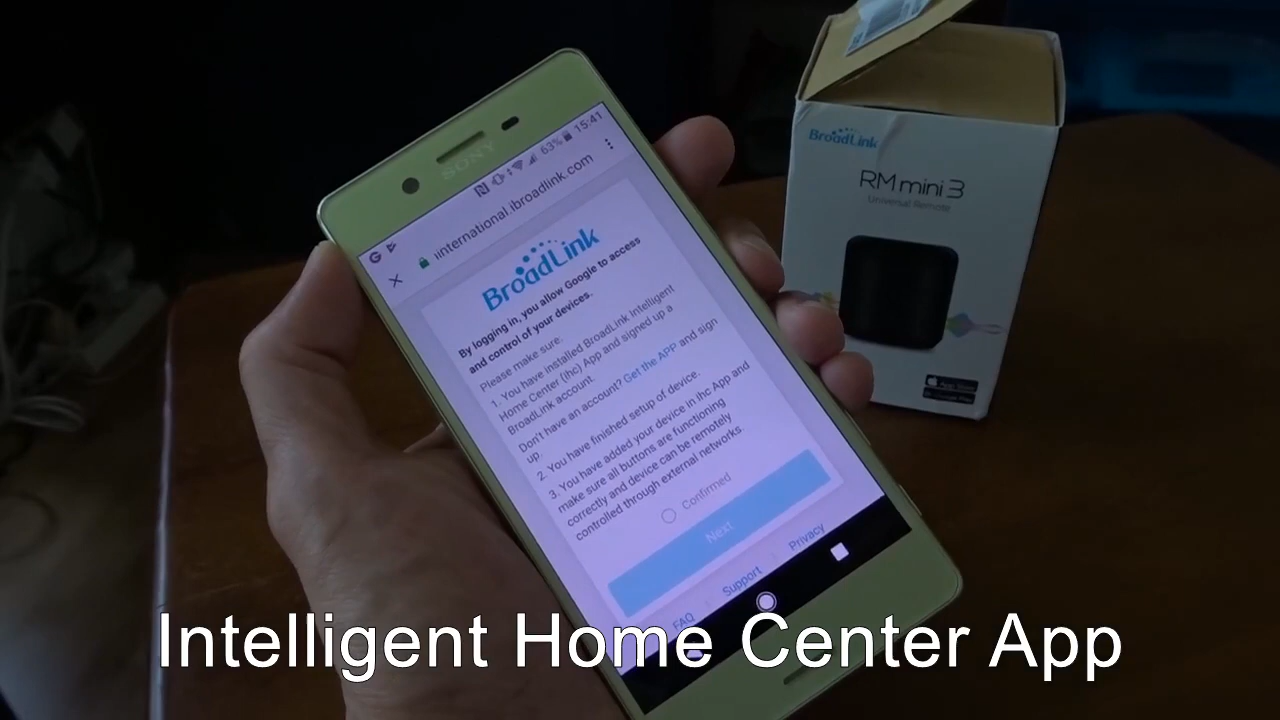 SONY
63% 15:41
iinternational.ibroadlink.com
BroadLink
By logging in, you allow Google to access
and control of your devices.
Please make sure:
1. You have installed BroadLink Intelligent
Home Center (ihc) App and signed up a
BroadLink account.
Don't have an account? Get the APP and sign
up.
2. You have finished setup of device.
3. You have added your device in ihc App and
make sure all buttons are functioning
correctly and device can be remotely
controlled through external networks.
Confirmed
Next
FAQ
Support
Privacy
BroadLink
RM mini 3
Universal Remote
App Store
Google Play
Intelligent Home Center App